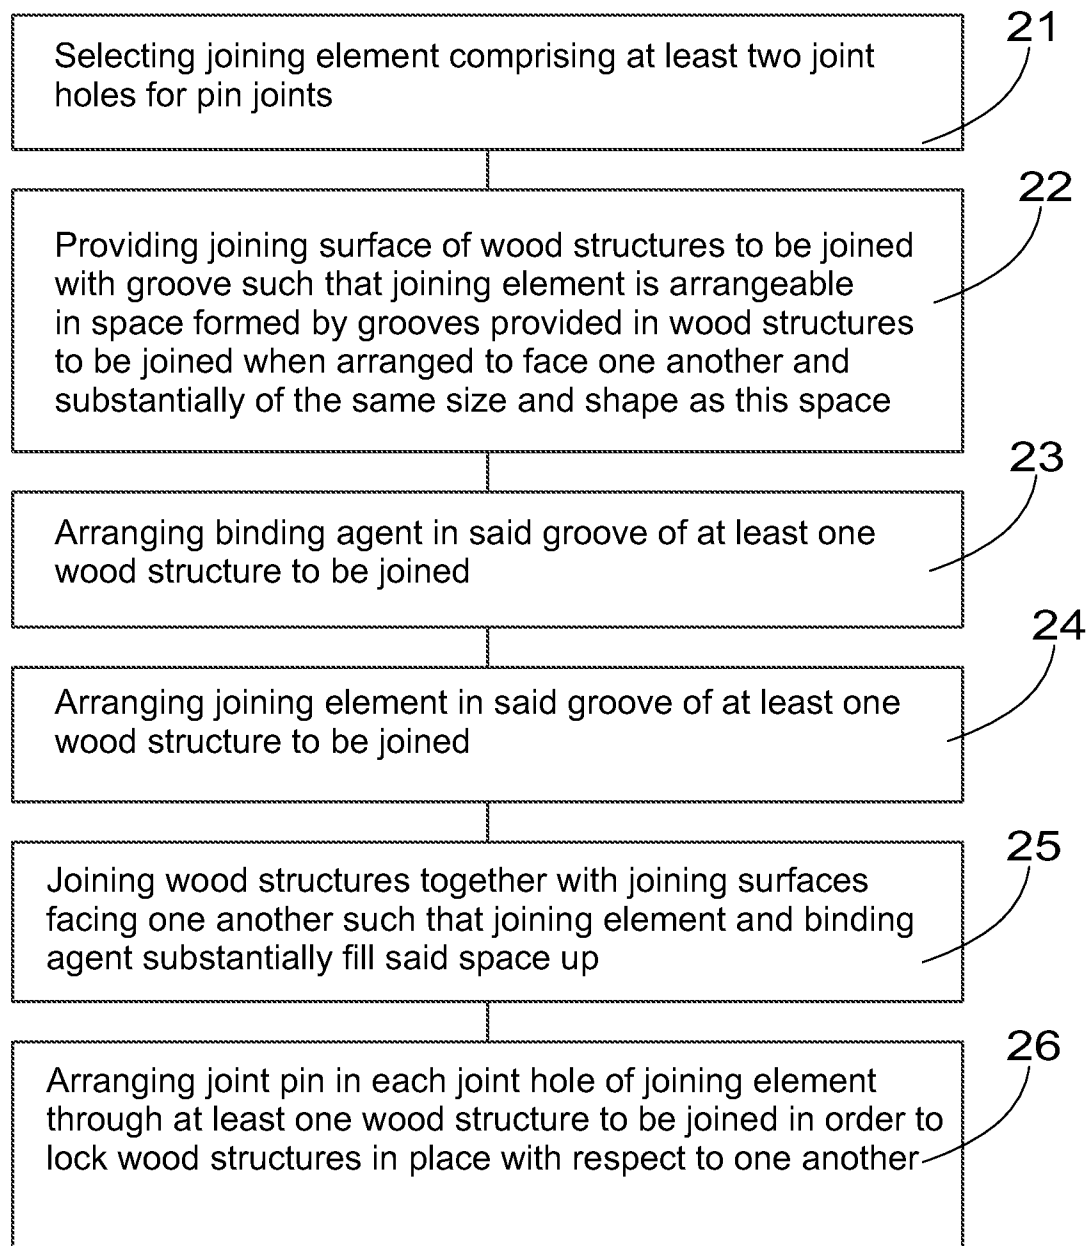 21
Selecting joining element comprising at least two joint
holes for pin joints
22
Providing joining surface of wood structures to be joined
with groove such that joining element is arrangeable
in space formed by grooves provided in wood structures
to be joined when arranged to face one another and
substantially of the same size and shape as this space
23
Arranging binding agent in said groove of at least one
wood structure to be joined
24
Arranging joining element in said groove of at least one
wood structure to be joined
25
Joining wood structures together with joining surfaces
facing one another such that joining element and binding
agent substantially fill said space up
26
Arranging joint pin in each joint hole of joining element
through at least one wood structure to be joined in order to
lock wood structures in place with respect to one another